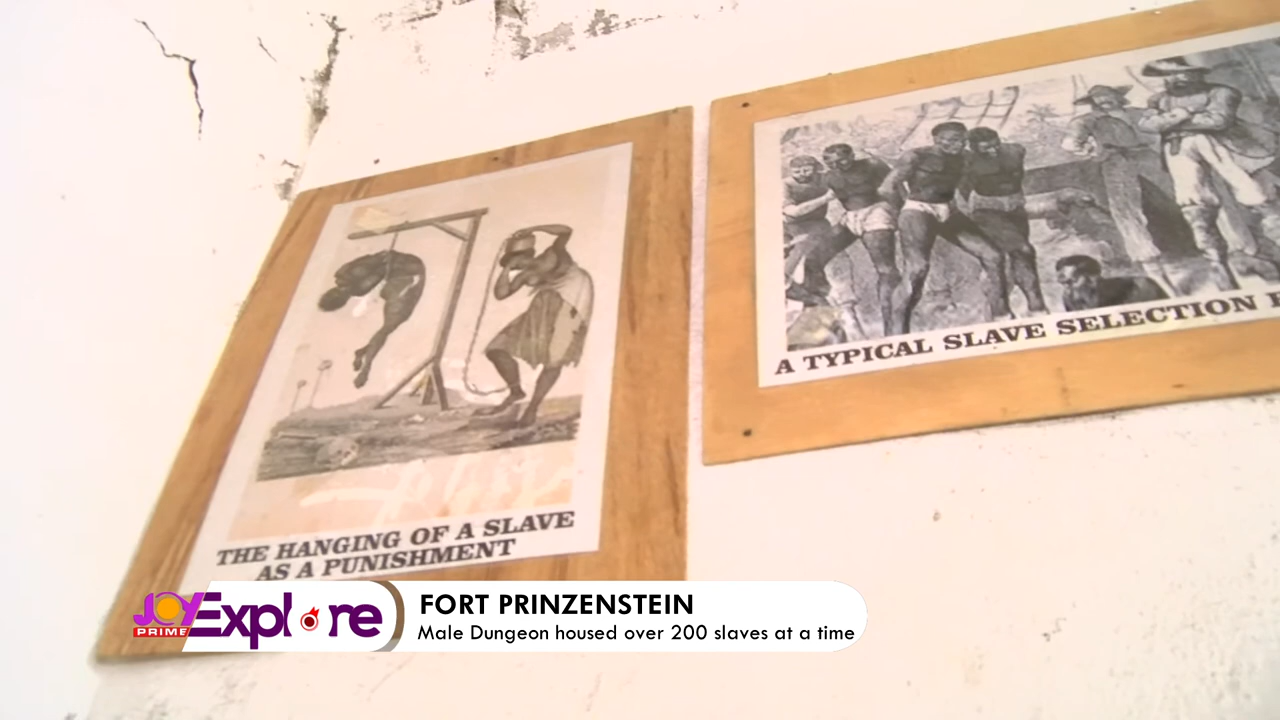 THE HANGING OF A SLAVE
AS A PUNISHMENT
A TYPICAL SLAVE SELECTION
JOY
PRIME
Explore
FORT PRINZENSTEIN
Male Dungeon housed over 200 slaves at a time